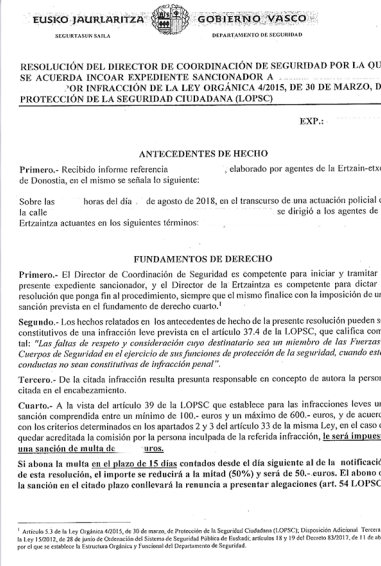 EUSKO JAURLARITZA
GOBIERNO VASCO
SEGURTASUN SAILA
DEPARTAMENTO DE SEGURIDAD
RESOLUCIÓN DEL DIRECTOR DE COORDINACIÓN DE SEGURIDAD POR LA QU
SE ACUERDA INCOAR EXPEDIENTE SANCIONADOR A
OR INFRACCIÓN DE LA LEY ORGÁNICA 4/2015, DE 30 DE MARZO, D
PROTECCIÓN DE LA SEGURIDAD CIUDADANA (LOPSC)
EXP.:
ANTECEDENTES DE HECHO
Primero.- Recibido informe referencia , elaborado por agentes de la Ertzain-etxe
de Donostia, en el mismo se señala lo siguiente:
Sobre las horas del día . de agosto de 2018, en el transcurso de una actuación policial e
la calle se dirigió a los agentes de
Ertzaintza actuantes en los siguientes términos:
FUNDAMENTOS DE DERECHO
Primero.- El Director de Coordinación de Seguridad es competente para iniciar y tramitar
presente expediente sancionador, y el Director de la Ertzaintza es competente para dictar
resolución que ponga fin al procedimiento, siempre que el mismo finalice con la imposición de un
sanción prevista en el fundamento de derecho cuarto.¹
Segundo.- Los hechos relatados en los antecedentes de hecho de la presente resolución pueden s
constitutivos de una infracción leve prevista en el artículo 37.4 de la LOPSC, que califica com
tal: "Las faltas de respeto y consideración cuyo destinatario sea un miembro de las Fuerzas
Cuerpos de Seguridad en el ejercicio de sus funciones de protección de la seguridad, cuando est
conductas no sean constitutivas de infracción penal".
Tercero.- De la citada infracción resulta presunta responsable en concepto de autora la person
citada en el encabezamiento.
Cuarto.- A la vista del artículo 39 de la LOPSC que establece para las infracciones leves un
sanción comprendida entre un mínimo de 100.- euros y un máximo de 600.- euros, y de acuerd
con los criterios determinados en los apartados 2 y 3 del artículo 33 de la misma Ley, en el caso d
quedar acreditada la comisión por la persona inculpada de la referida infracción, le será impues
una sanción de multa de uros.
Si abona la multa en el plazo de 15 días contados desde el día siguiente al de la notificació
de esta resolución, el importe se reducirá a la mitad (50%) y será de 50.- Euros. El abono d
la sanción en el citado plazo conllevará la renuncia a presentar alegaciones (art. 54 LOPSC
¹ Artículo 5.3 de la Ley Orgánica 4/2015, de 30 de marzo, de Protección de la Seguridad Ciudadana (LOPSC); Disposición Adicional Tercera
la Ley 15/2012, de 28 de junio de Ordenación del Sistema de Seguridad Pública de Euskadi; artículos 18 y 19 del Decreto 83/2017, de 11 de ab
por el que se establece la Estructura Orgánica y Funcional del Departamento de Seguridad.